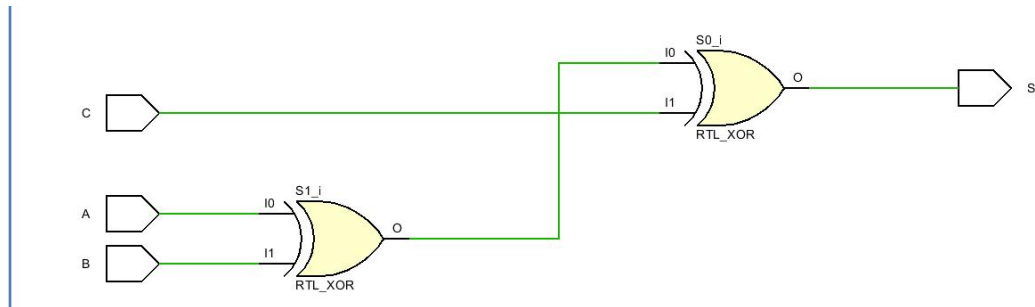 S0_i
I0
O
S
C
I1
RTL_XOR
S1_i
A
I0
O
B
I1
RTL_XOR